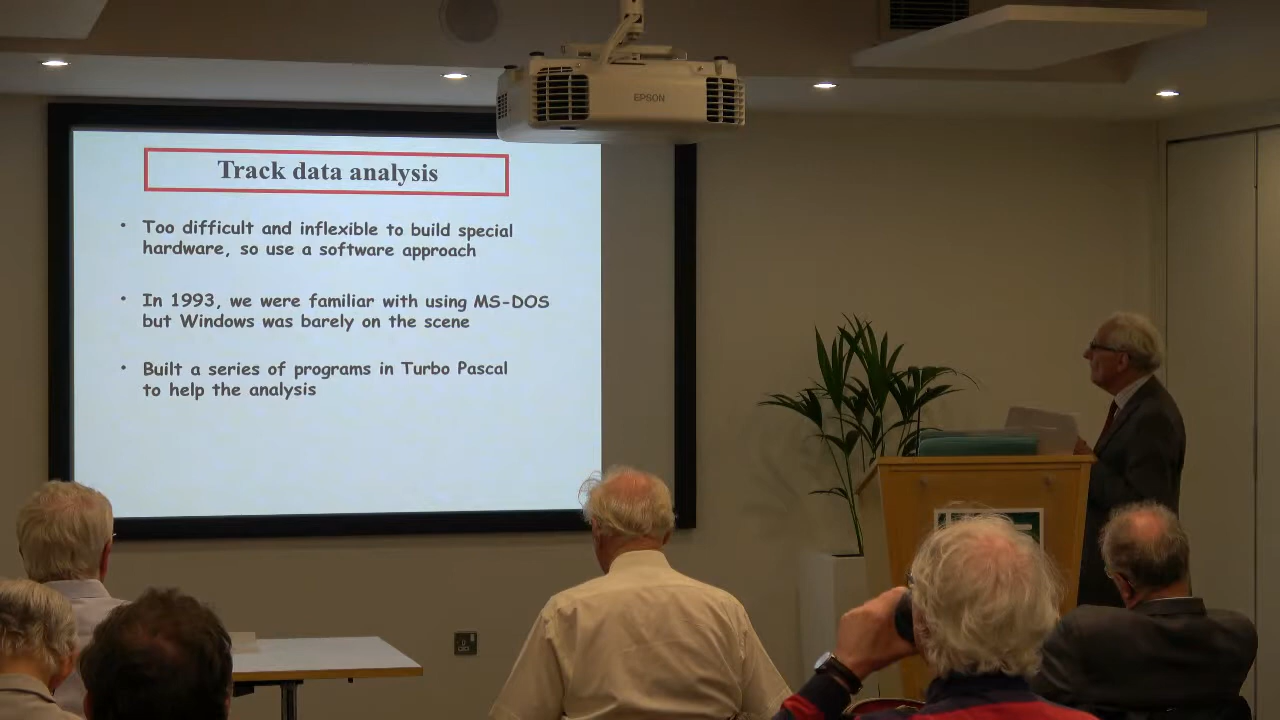 EPSON
Track data analysis
• Too difficult and inflexible to build special
hardware, so use a software approach
• In 1993, we were familiar with using MS-DOS
but Windows was barely on the scene
• Built a series of programs in Turbo Pascal
to help the analysis